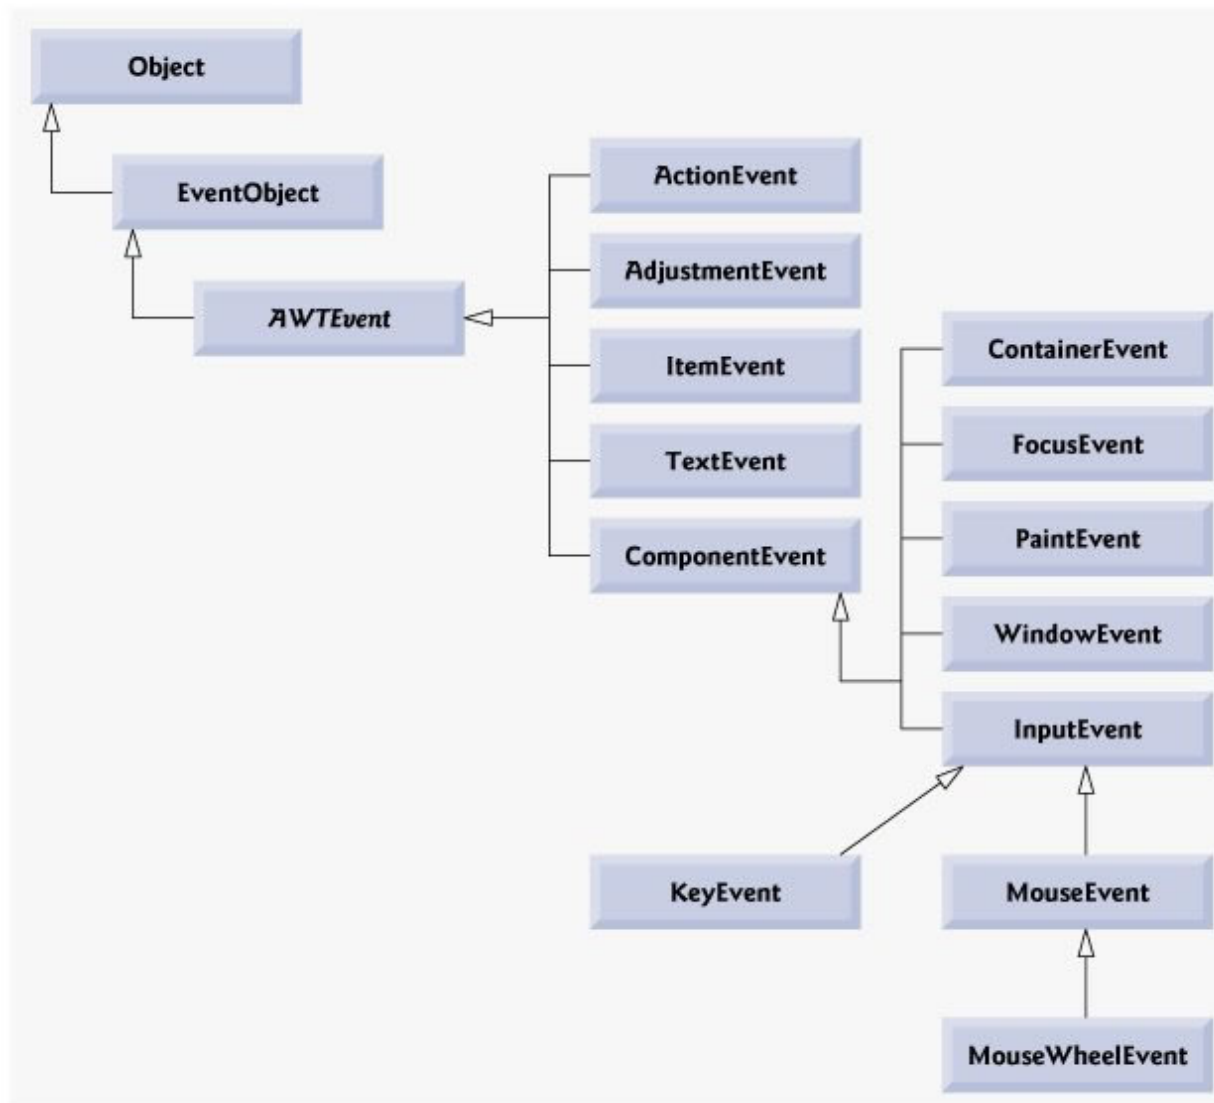 Object
EventObject
AWTEvent
ActionEvent
AdjustmentEvent
ItemEvent
TextEvent
ComponentEvent
ContainerEvent
FocusEvent
PaintEvent
WindowEvent
InputEvent
KeyEvent
MouseEvent
MouseWheelEvent